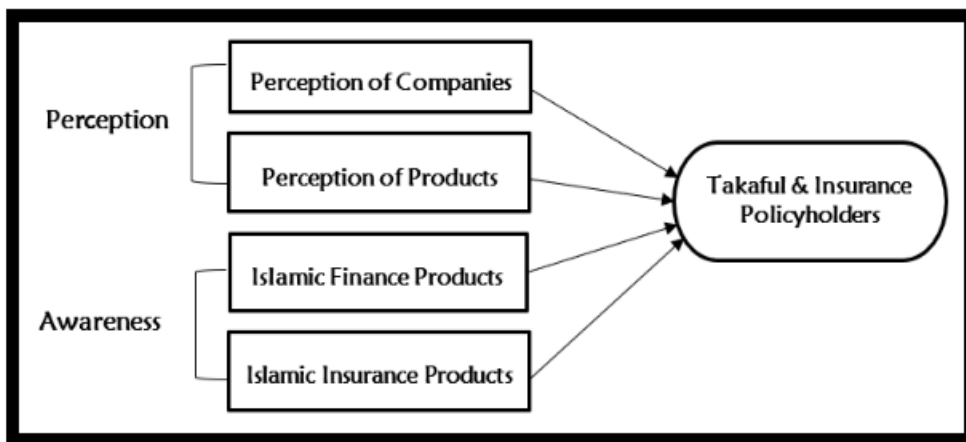 Perception
Perception of Companies
Perception of Products
Awareness
Islamic Finance Products
Islamic Insurance Products
Takaful & Insurance
Policyholders